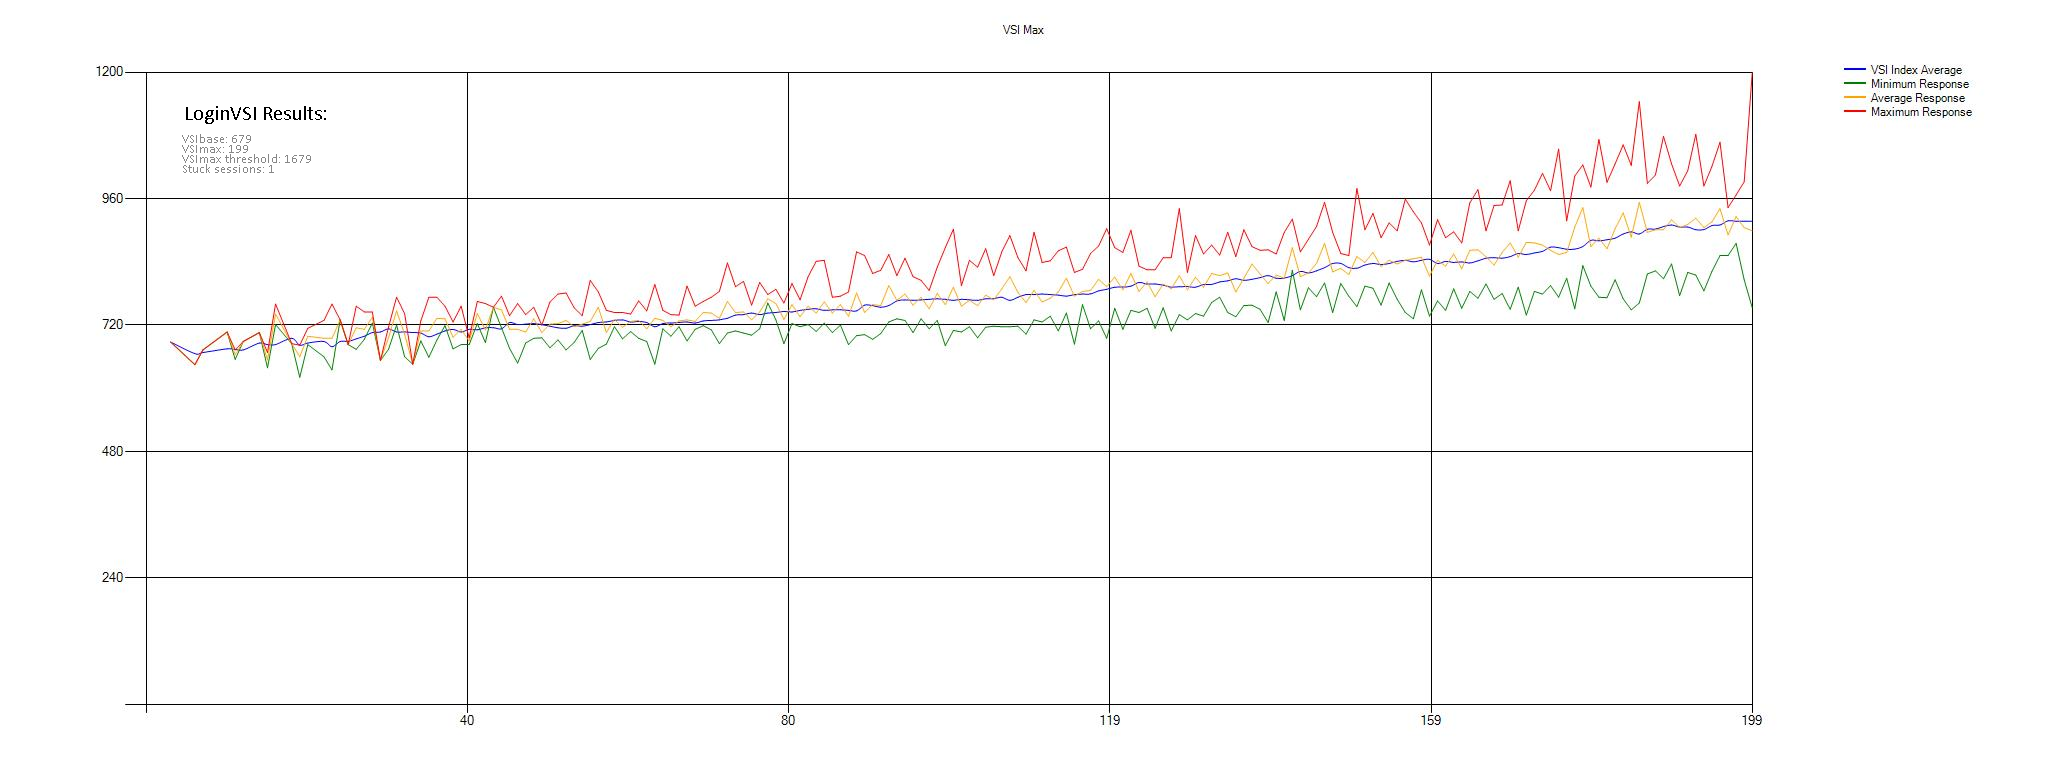 VSI Max
1200
960
720
480
240
LoginVSI Results:
VSIbase: 679
VSImax: 199
VSImax threshold: 1679
Stuck sessions: 1
40
80
119
159
199
VSI Index Average
Minimum Response
Average Response
Maximum Response